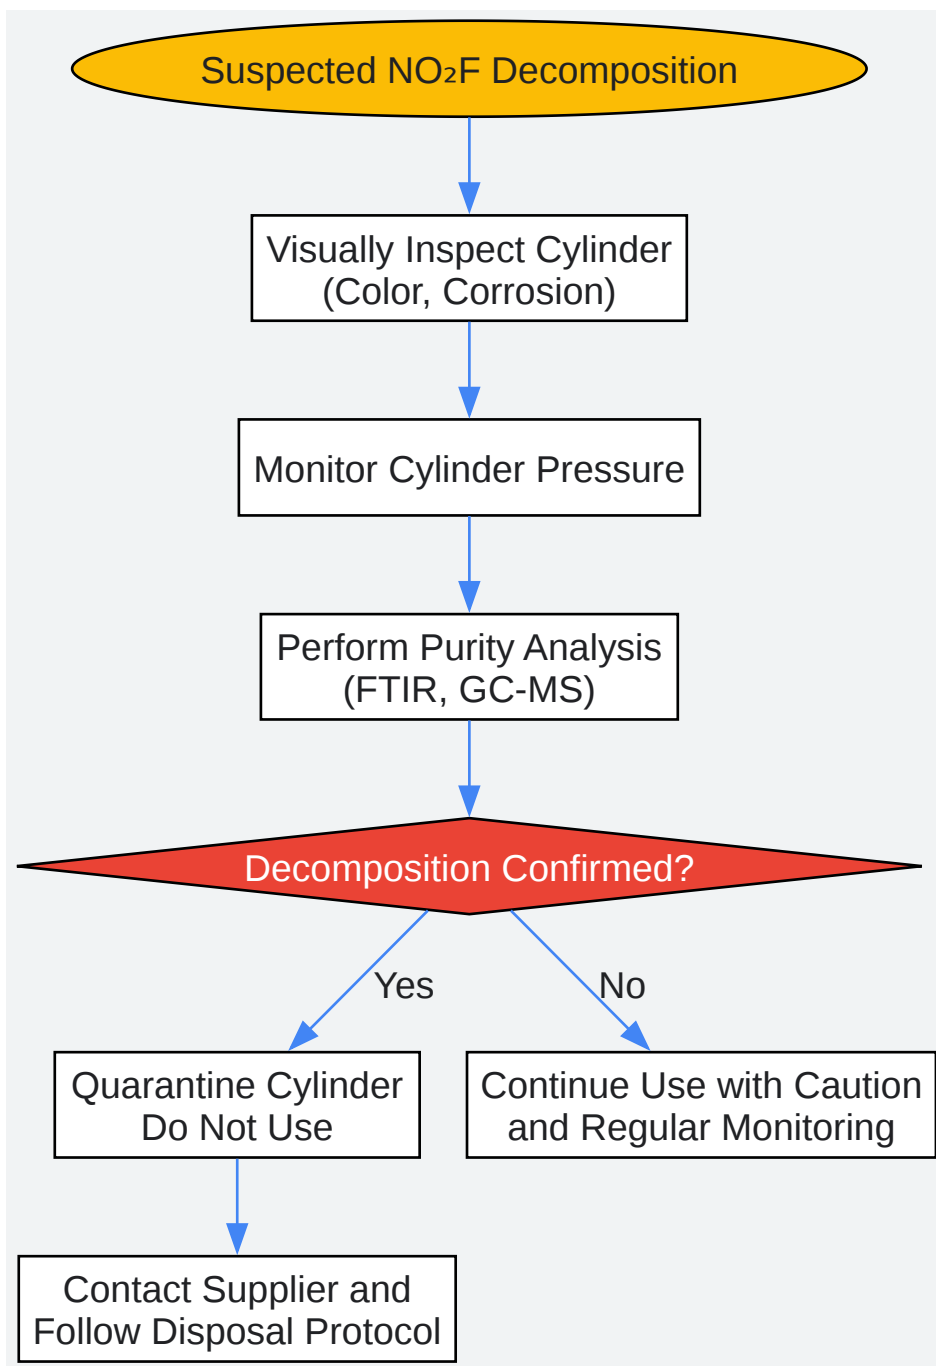 Suspected NO₂F Decomposition
Visually Inspect Cylinder
(Color, Corrosion)
Monitor Cylinder Pressure
Perform Purity Analysis
(FTIR, GC-MS)
Decomposition Confirmed?
Yes
No
Quarantine Cylinder
Do Not Use
Continue Use with Caution
and Regular Monitoring
Contact Supplier and
Follow Disposal Protocol